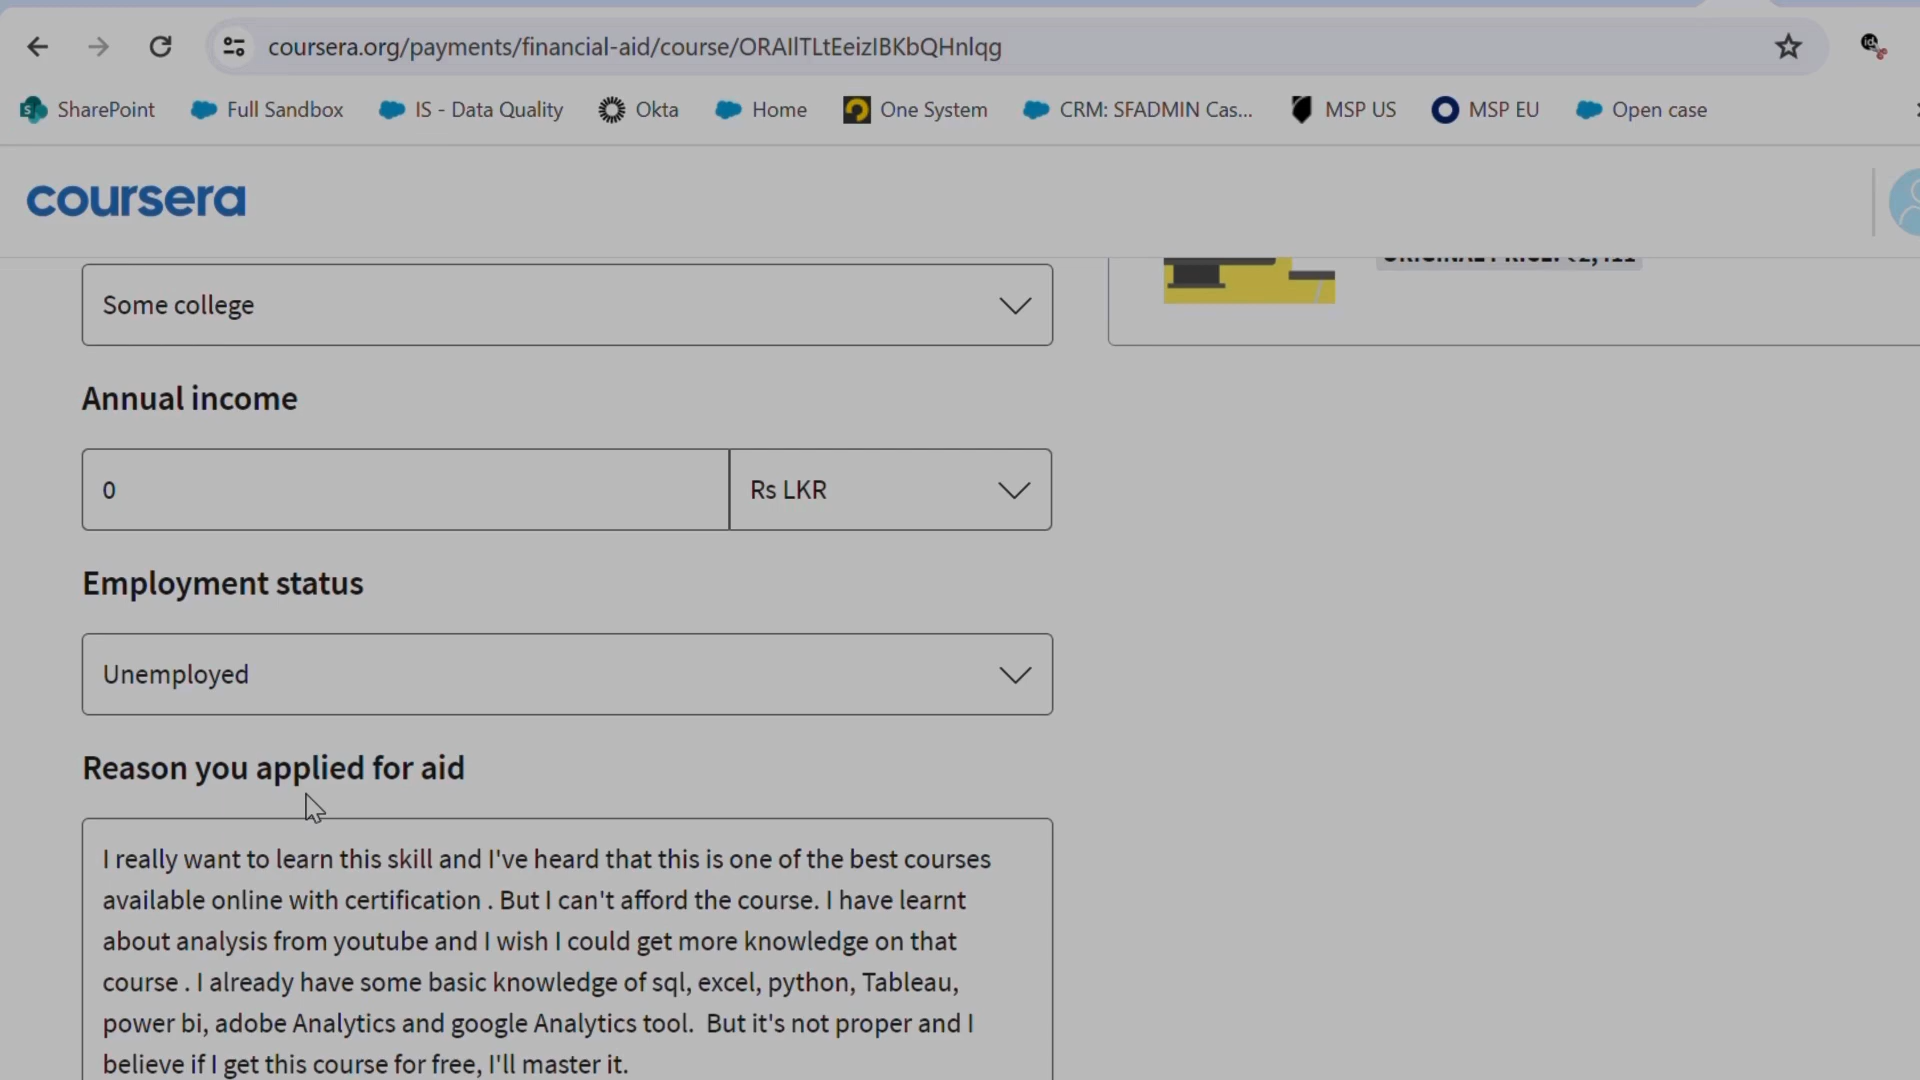 coursera.org/payments/financial-aid/course/ORAllTLtEeizIBKbQHnlqg
SharePoint Full Sandbox IS - Data Quality Okta Home One System CRM: SFADMIN Cas... MSP US MSP EU Open case
coursera
Some college
Annual income
0 Rs LKR
Employment status
Unemployed
Reason you applied for aid
I really want to learn this skill and I've heard that this is one of the best courses
available online with certification . But I can't afford the course. I have learnt
about analysis from youtube and I wish I could get more knowledge on that
course . I already have some basic knowledge of sql, excel, python, Tableau,
power bi, adobe Analytics and google Analytics tool.  But it's not proper and I
believe if I get this course for free, I'll master it.